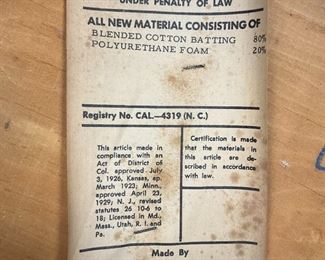 UNDER PENALTY OF LAW
ALL NEW MATERIAL CONSISTING OF
BLENDED COTTON BATTING 80%
POLYURETHANE FOAM 20%
Registry No. CAL.—4319 (N. C.)
This article made in
compliance with an
Act of District of
Col. approved July
3, 1926, Kansas, ap.
March 1923; Minn.,
approved April 23,
1929; N. J., revised
statutes 26 10-6 to
18; Licensed in Md.,
Mass., Utah, R. I. and
Pa.
Certification is made
that the materials in
this article are de-
scribed in accordance
with law.
Made By